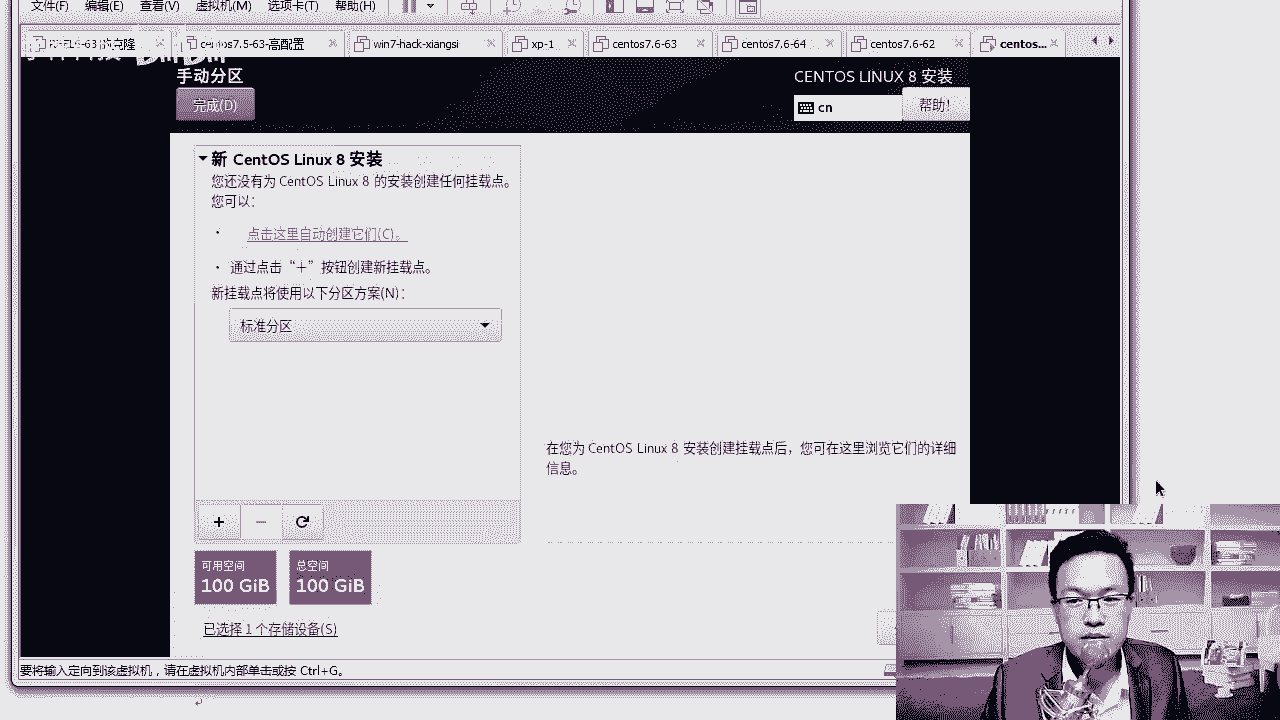 文件(F) 编辑(E) 查看(V) 虚拟机(M) 选项卡(T) 帮助(H)
centos7.5-63-高配置 win7-hack-xiangsi xp-1 centos7.6-63 centos7.6-64 centos7.6-62 centos...
手动分区
CENTOS LINUX 8 安装
完成(D)
cn
帮助!
新 CentOS Linux 8 安装
您还没有为 CentOS Linux 8 的安装创建任何挂载点。
您可以:
• 点击这里自动创建它们(C)。
• 通过点击“+”按钮创建新挂载点。
新挂载点将使用以下分区方案(N):
标准分区
在您为 CentOS Linux 8 安装创建挂载点后，您可在这里浏览它们的详细
信息。
+ −
可用空间
100 GiB
总空间
100 GiB
已选择 1 个存储设备(S)
要将输入定向到该虚拟机，请在虚拟机内部单击或按 Ctrl+G。